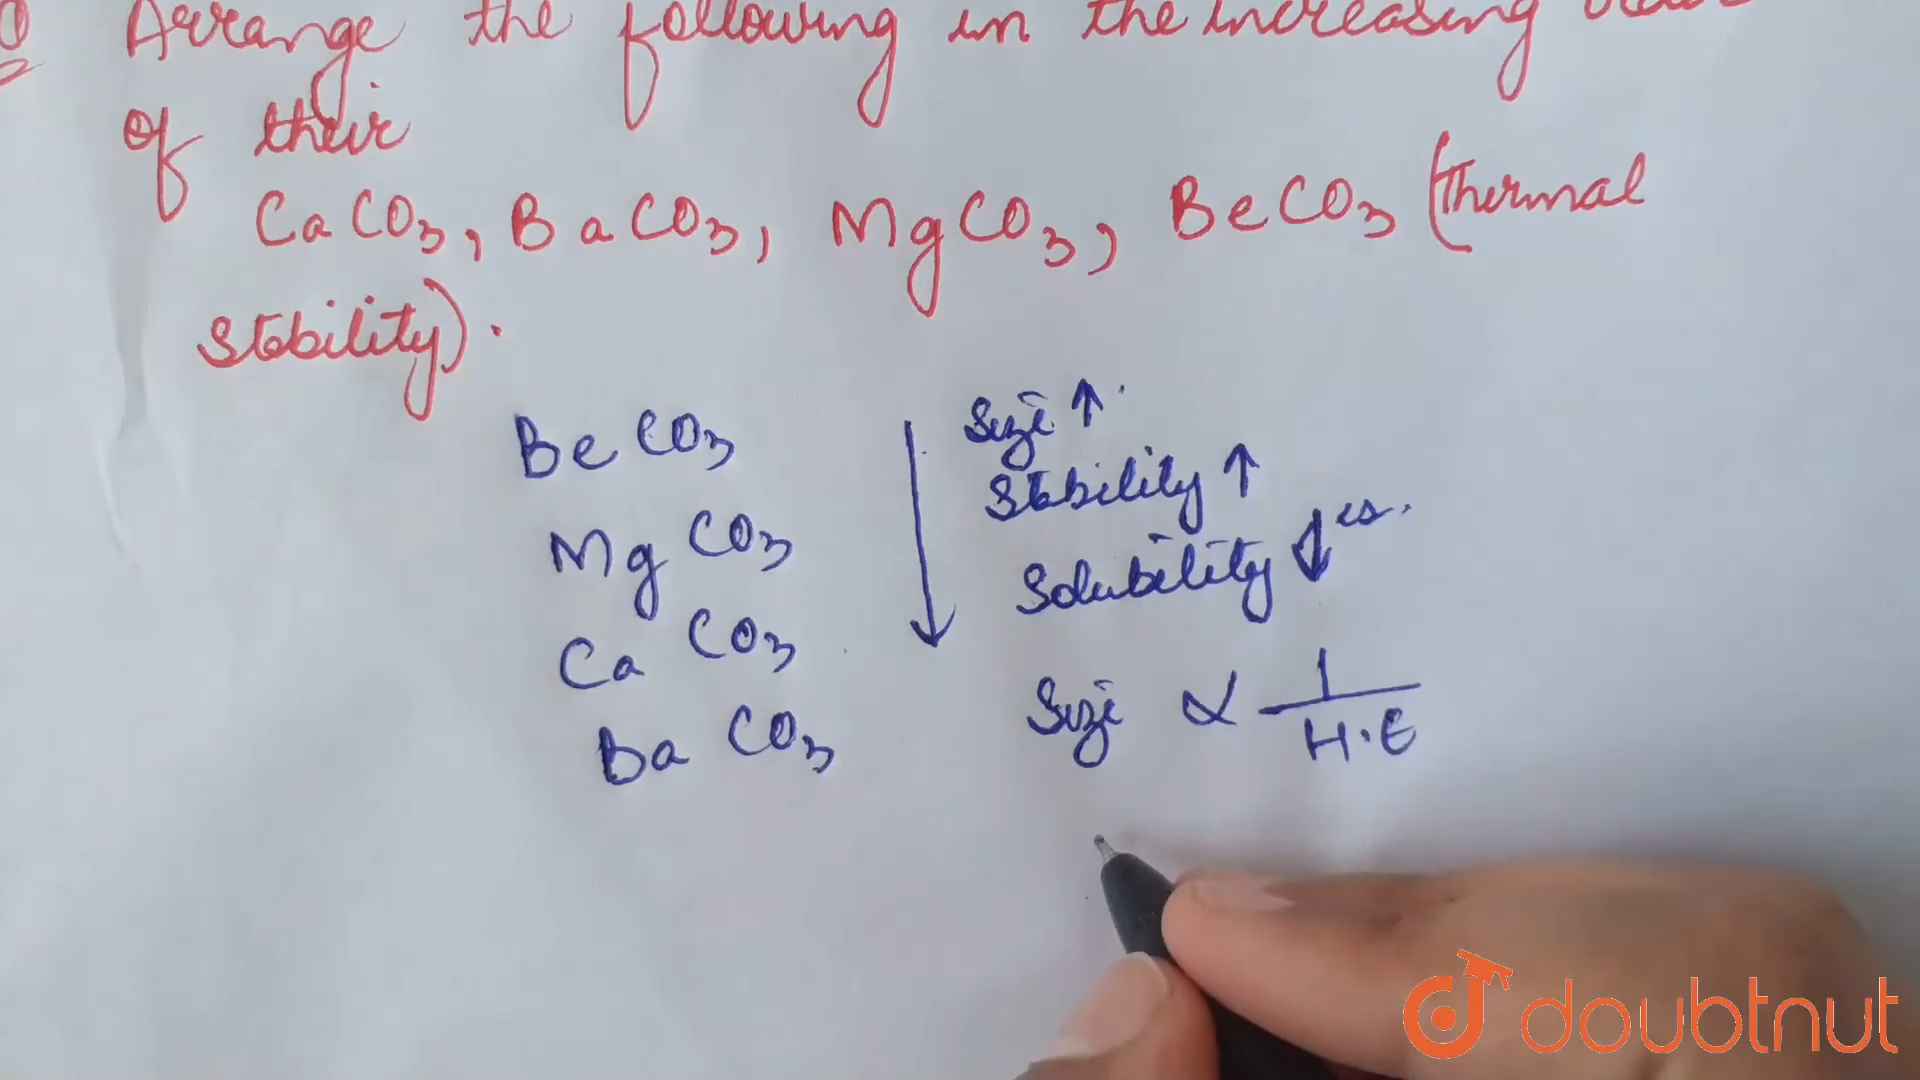 Arrange the following in the increasing
of their
CaCO3, BaCO3, MgCO3, BeCO3 (Thermal
stability).
BeCO3
MgCO3
CaCO3
BaCO3
Size ↑
Stability ↑
Solubility ↓es.
Size ∝ 1/H.E
doubtnut